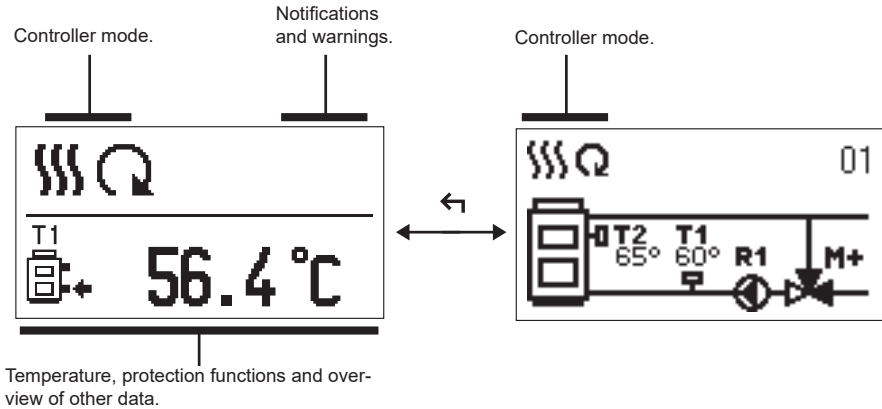 Controller mode.
Notifications
and warnings.
Controller mode.
T1
56.4°C
01
T2
65°
T1
60°
R1
M+
Temperature, protection functions and over-
view of other data.